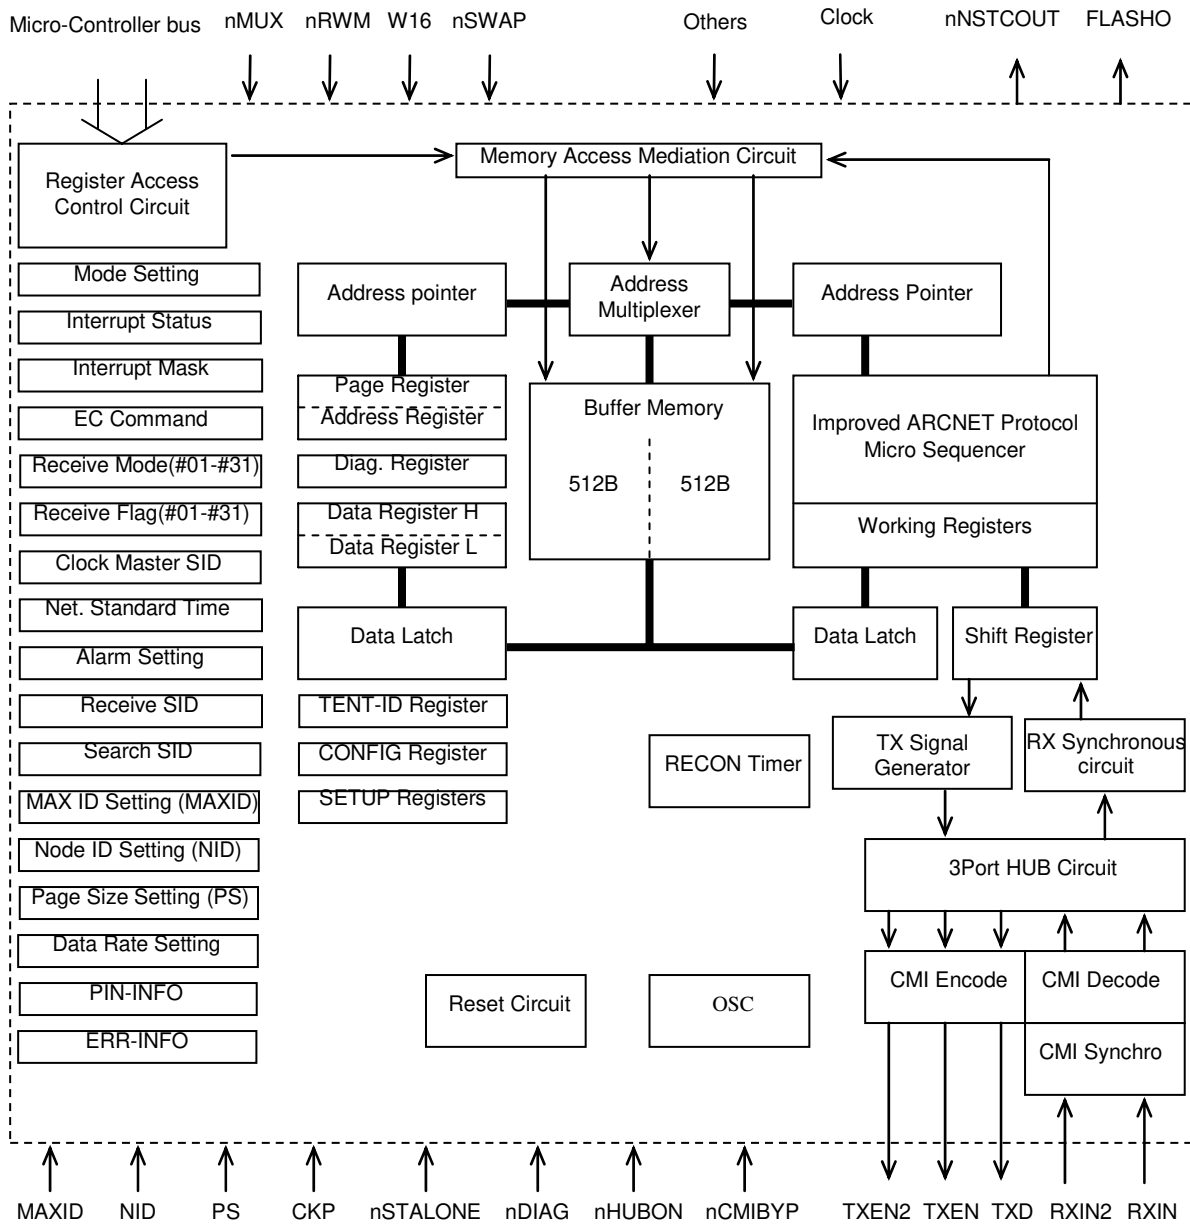 Micro-Controller bus nMUX nRWM W16 nSWAP Others Clock nNSTCOUT FLASHO
Register Access
Control Circuit
Memory Access Mediation Circuit
Mode Setting
Interrupt Status
Interrupt Mask
EC Command
Receive Mode(#01-#31)
Receive Flag(#01-#31)
Clock Master SID
Net. Standard Time
Alarm Setting
Receive SID
Search SID
MAX ID Setting (MAXID)
Node ID Setting (NID)
Page Size Setting (PS)
Data Rate Setting
PIN-INFO
ERR-INFO
Address pointer
Page Register
Address Register
Diag. Register
Data Register H
Data Register L
Data Latch
TENT-ID Register
CONFIG Register
SETUP Registers
Address
Multiplexer
Buffer Memory
512B 512B
Address Pointer
Improved ARCNET Protocol
Micro Sequencer
Working Registers
Data Latch
Shift Register
RECON Timer
TX Signal
Generator
RX Synchronous
circuit
3Port HUB Circuit
Reset Circuit
OSC
CMI Encode
CMI Decode
CMI Synchro
MAXID NID PS CKP nSTALONE nDIAG nHUBON nCMIBYP TXEN2 TXEN TXD RXIN2 RXIN